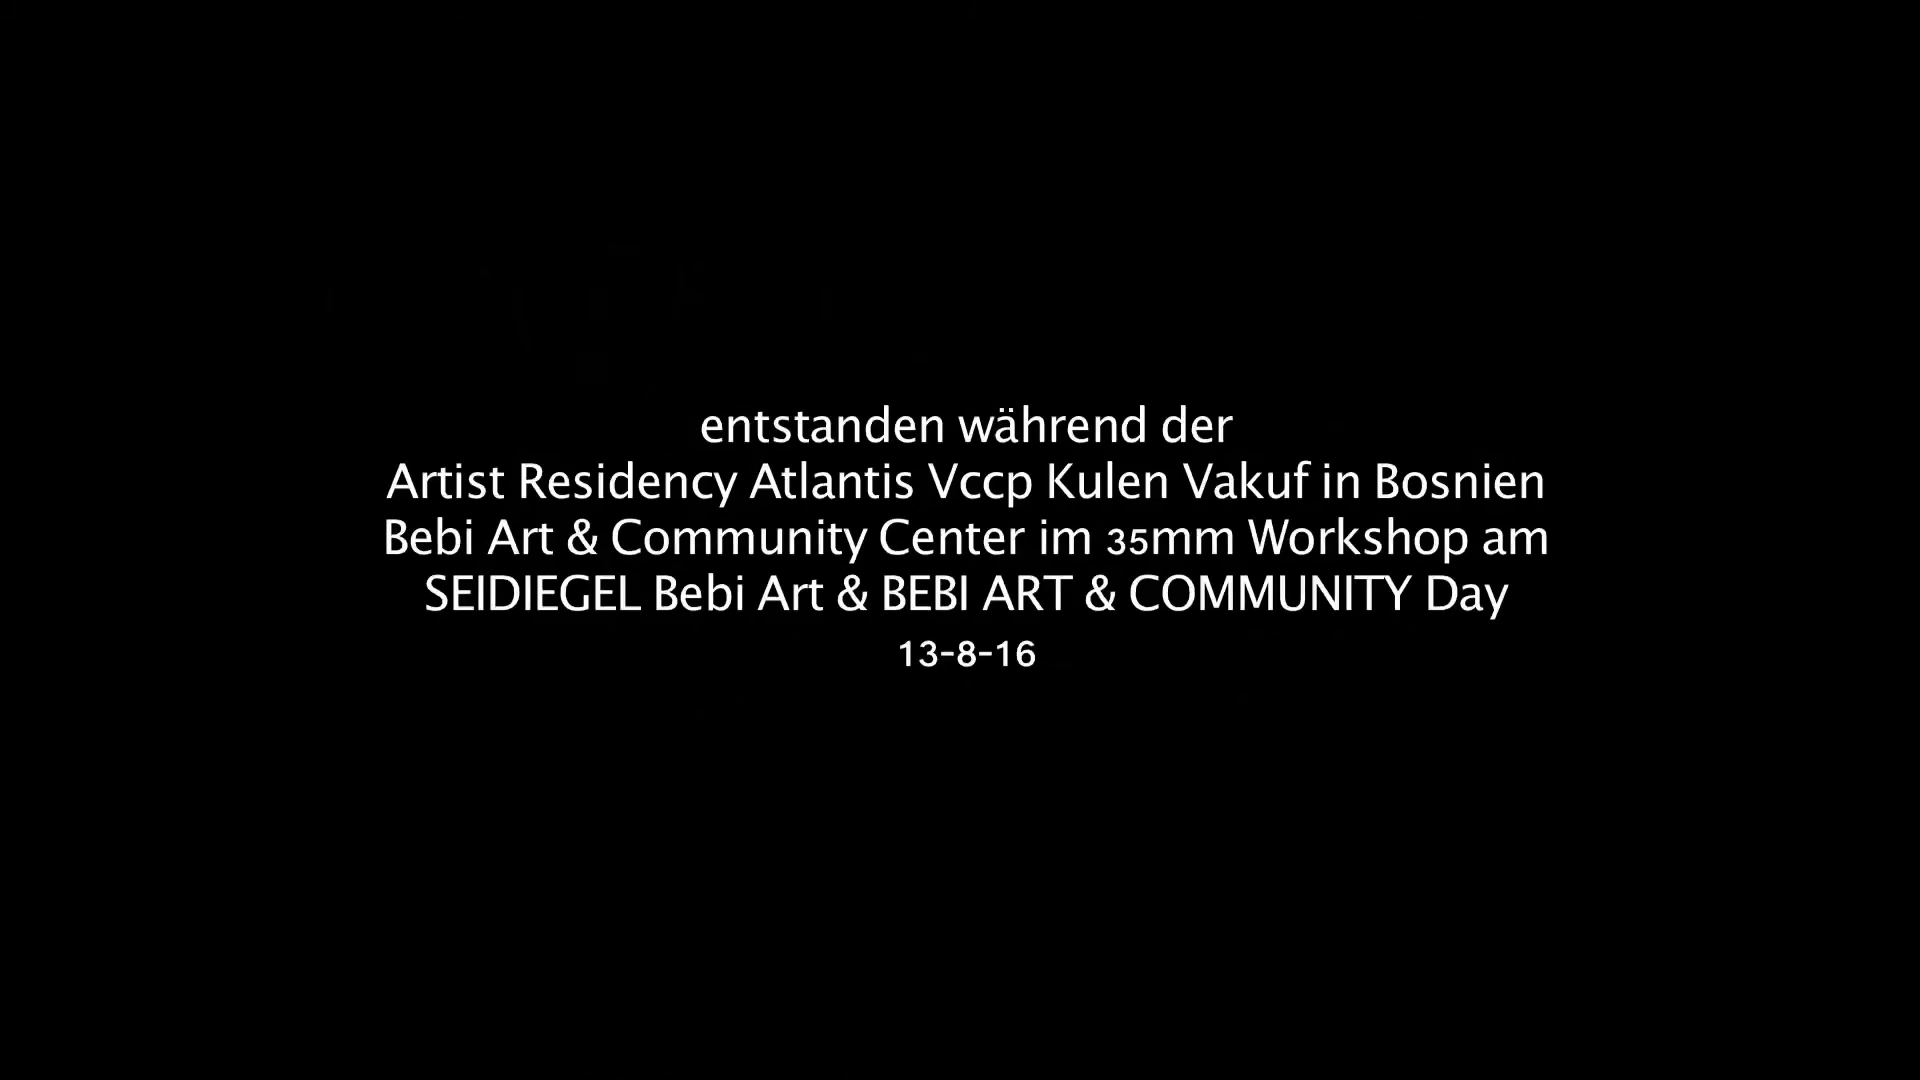 entstanden während der
Artist Residency Atlantis Vccp Kulen Vakuf in Bosnien
Bebi Art & Community Center im 35mm Workshop am
SEIDIEGEL Bebi Art & BEBI ART & COMMUNITY Day
13-8-16